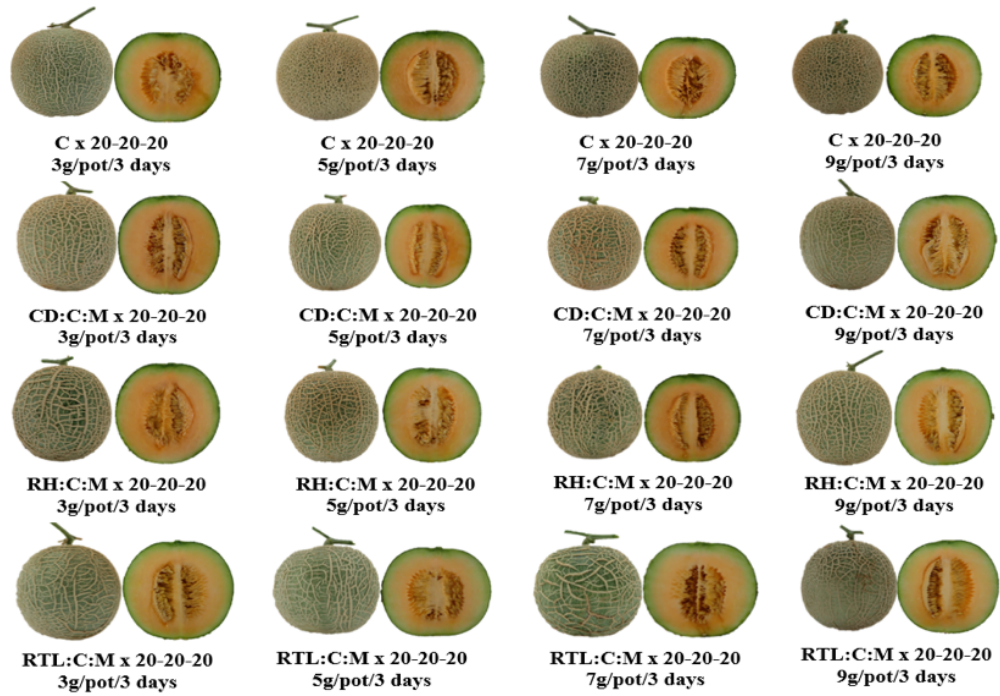 C x 20-20-20
3g/pot/3 days
C x 20-20-20
5g/pot/3 days
C x 20-20-20
7g/pot/3 days
C x 20-20-20
9g/pot/3 days
CD:C:M x 20-20-20
3g/pot/3 days
CD:C:M x 20-20-20
5g/pot/3 days
CD:C:M x 20-20-20
7g/pot/3 days
CD:C:M x 20-20-20
9g/pot/3 days
RH:C:M x 20-20-20
3g/pot/3 days
RH:C:M x 20-20-20
5g/pot/3 days
RH:C:M x 20-20-20
7g/pot/3 days
RH:C:M x 20-20-20
9g/pot/3 days
RTL:C:M x 20-20-20
3g/pot/3 days
RTL:C:M x 20-20-20
5g/pot/3 days
RTL:C:M x 20-20-20
7g/pot/3 days
RTL:C:M x 20-20-20
9g/pot/3 days